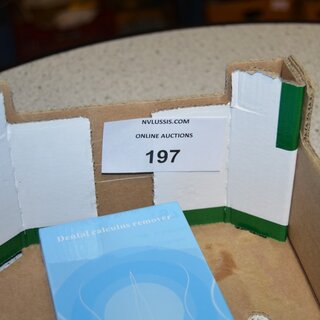 NVLUSSIS.COM
ONLINE AUCTIONS
197
Dental calculus remover